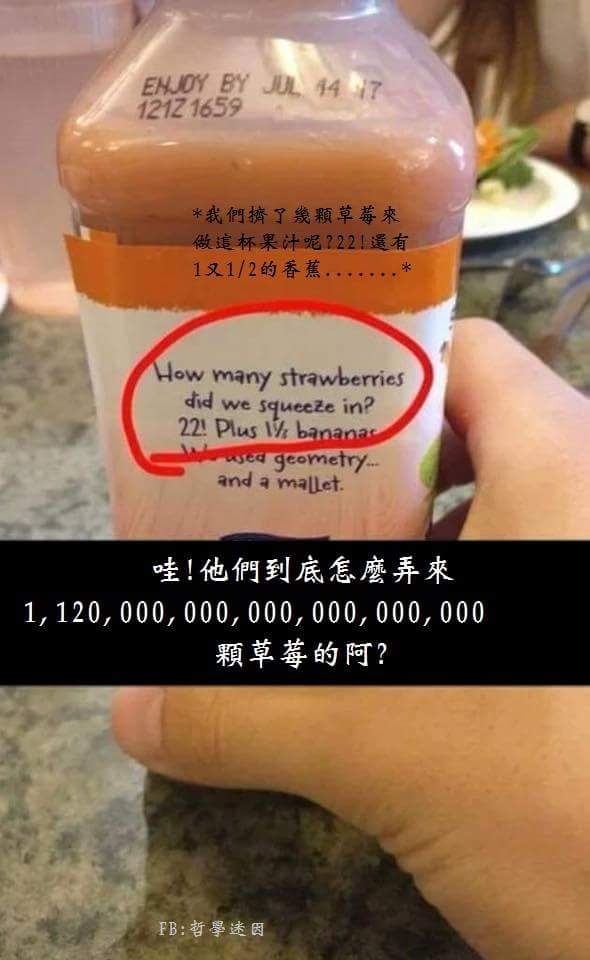 ENJOY BY JUL 14 17
121Z1659
*我們擠了幾顆草莓來
做這杯果汁呢?22!還有
1又1/2的香蕉.......*
How many strawberries
did we squeeze in?
22! Plus 1½ bananas
We used geometry...
and a mallet.
哇!他們到底怎麼弄來
1,120,000,000,000,000,000,000
顆草莓的阿?
FB:哲學迷因